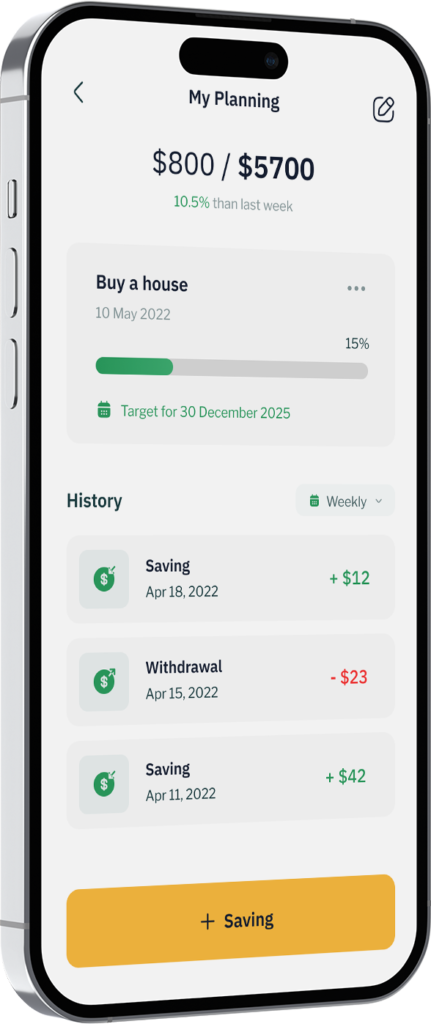 My Planning
$800 / $5700
10.5% than last week
Buy a house
10 May 2022
15%
Target for 30 December 2025
History
Weekly
Saving
+ $12
Apr 18, 2022
Withdrawal
- $23
Apr 15, 2022
Saving
+ $42
Apr 11, 2022
+ Saving